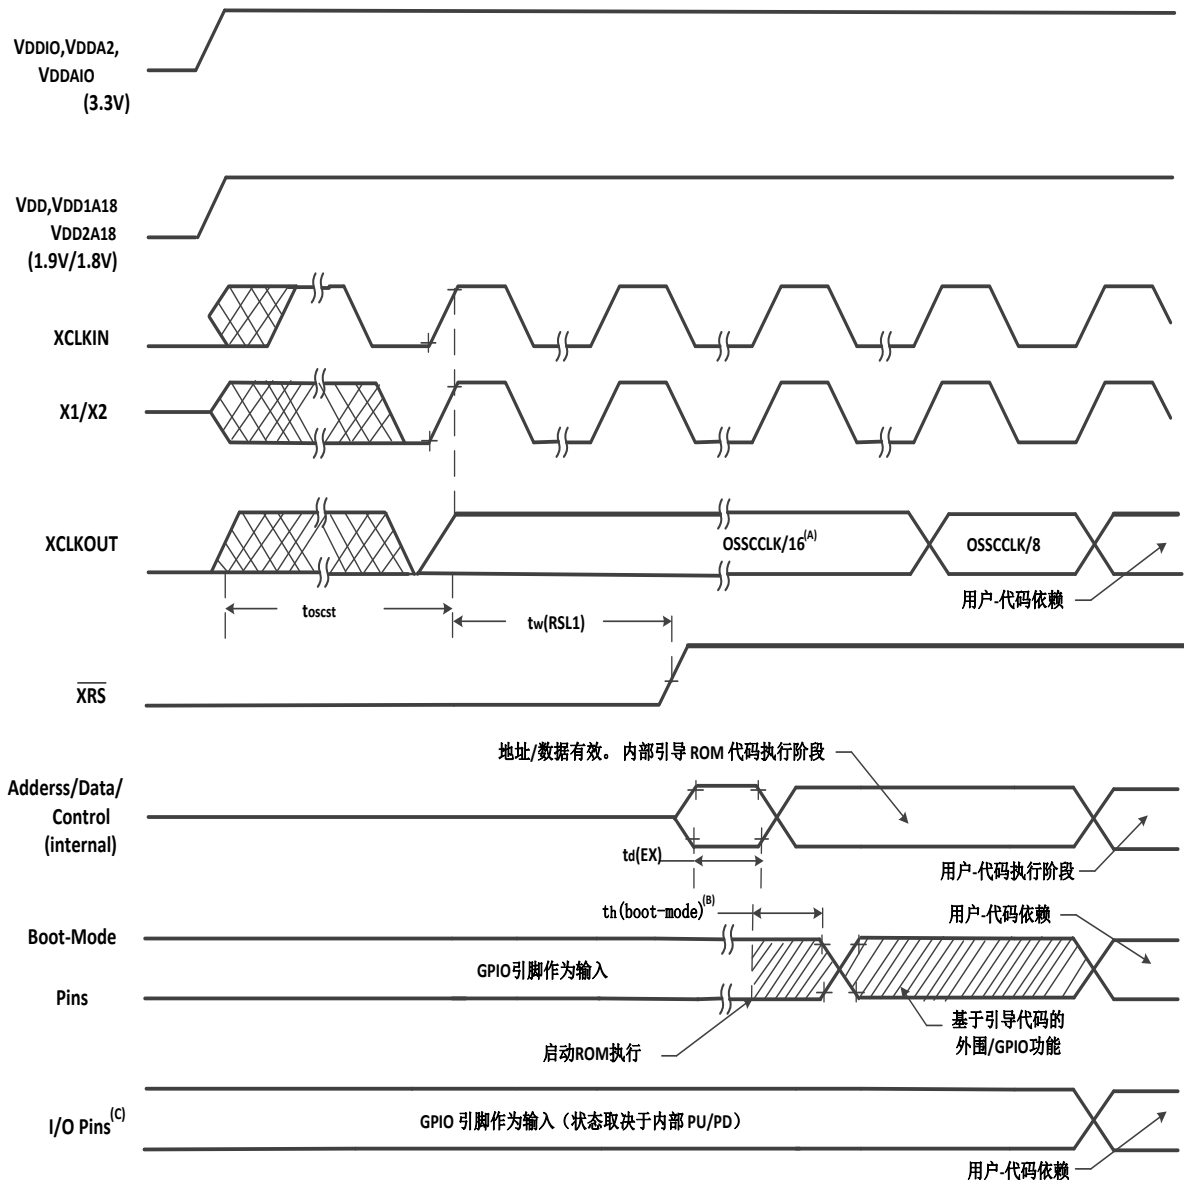 VDDIO,VDDA2,
VDDAIO
(3.3V)
VDD,VDD1A18
VDD2A18
(1.9V/1.8V)
XCLKIN
X1/X2
XCLKOUT
OSSCCLK/16(A)
OSSCCLK/8
用户-代码依赖
toscst
tw(RSL1)
XRS
地址/数据有效。 内部引导 ROM 代码执行阶段
Adderss/Data/
Control
(internal)
td(EX)
用户-代码执行阶段
th(boot-mode)(B)
用户-代码依赖
Boot-Mode
GPIO引脚作为输入
Pins
基于引导代码的
外围/GPIO功能
启动ROM执行
I/O Pins(C)
GPIO 引脚作为输入（状态取决于内部 PU/PD）
用户-代码依赖